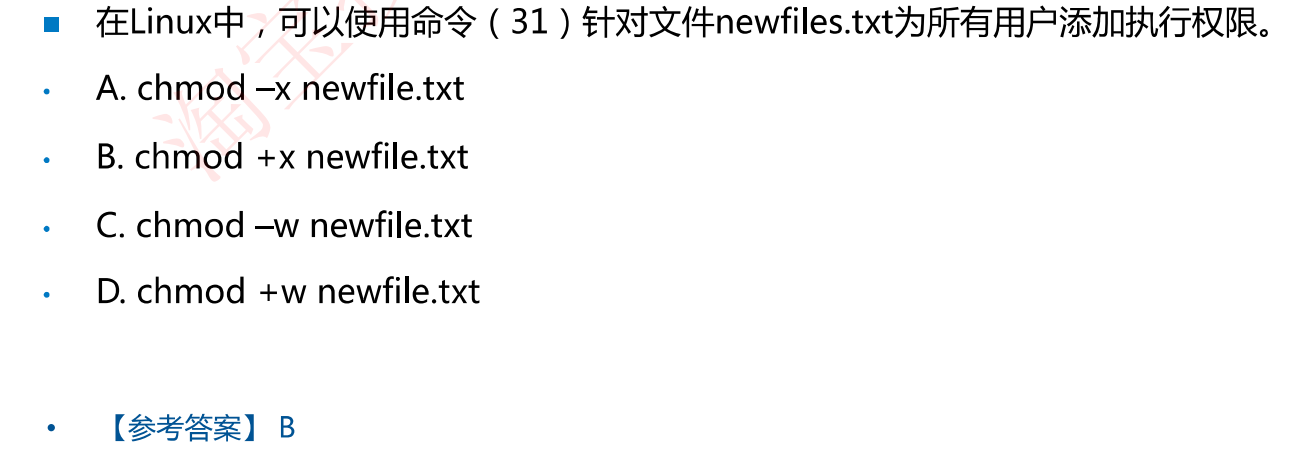 在Linux中，可以使用命令（31）针对文件newfiles.txt为所有用户添加执行权限。
A. chmod –x newfile.txt
B. chmod +x newfile.txt
C. chmod –w newfile.txt
D. chmod +w newfile.txt
【参考答案】 B
淘宝